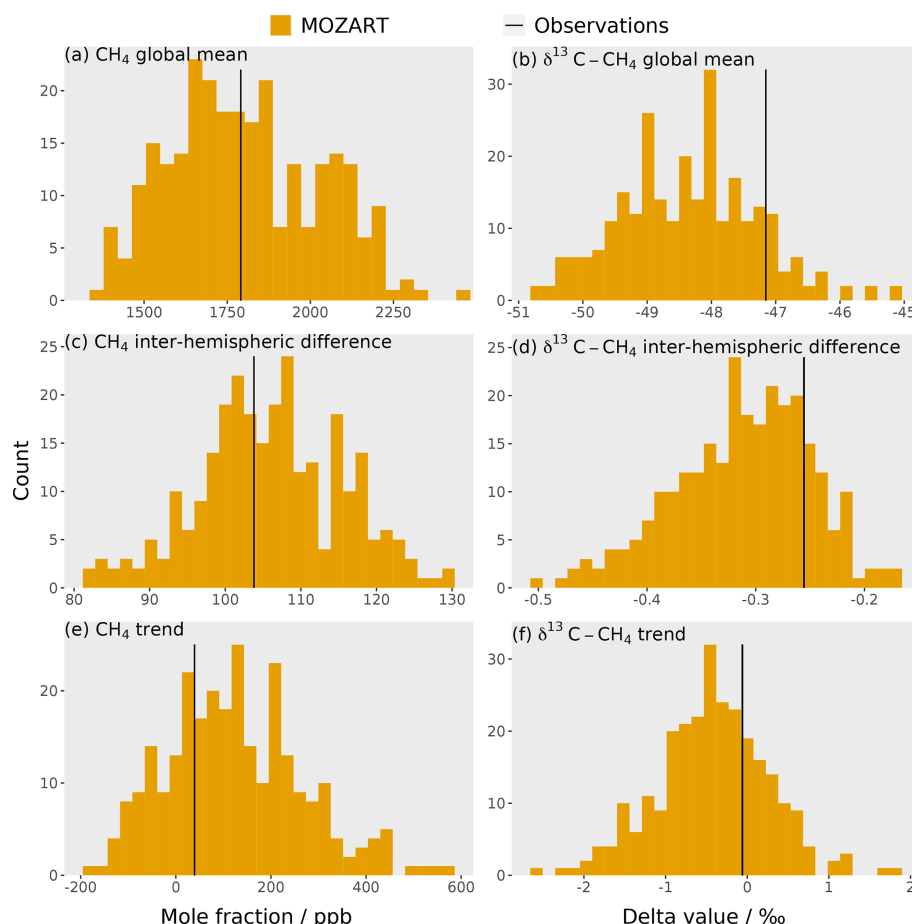 MOZART Observations
(a) CH₄ global mean
(b) δ¹³ C – CH₄ global mean
20
15
10
5
0
1500 1750 2000 2250
30
20
10
0
-51 -50 -49 -48 -47 -46 -45
(c) CH₄ inter-hemispheric difference
(d) δ¹³ C – CH₄ inter-hemispheric difference
25
20
15
10
5
0
80 90 100 110 120 130
25
20
15
10
5
0
-0.5 -0.4 -0.3 -0.2
Count
(e) CH₄ trend
(f) δ¹³ C – CH₄ trend
20
10
0
-200 0 200 400 600
30
20
10
0
-2 -1 0 1 2
Mole fraction / ppb
Delta value / ‰